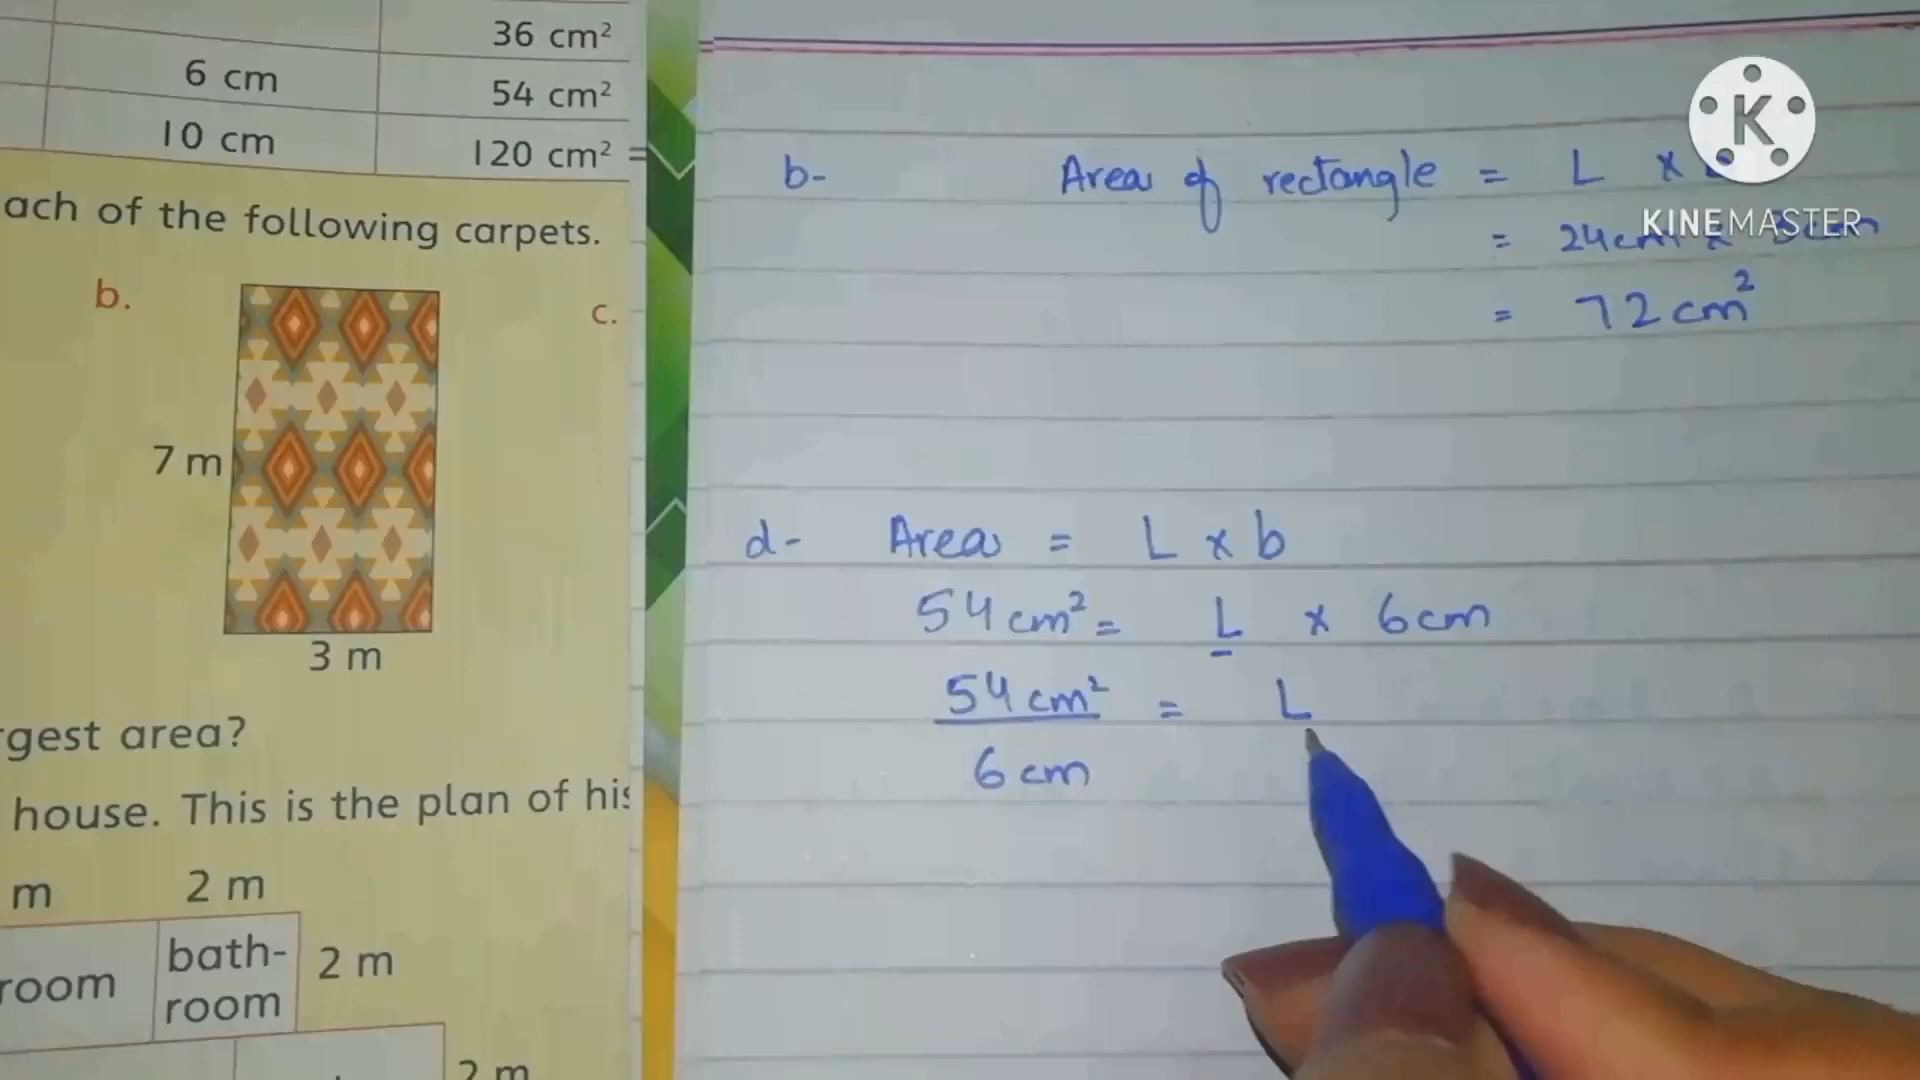 36 cm²
6 cm 54 cm²
10 cm 120 cm² =
ach of the following carpets.
b.
c.
7 m
3 m
gest area?
house. This is the plan of his
m 2 m
room
bath-
room
2 m
2 m
K
KINEMASTER
b- Area of rectangle = L ×
= 24cm × 3cm
= 72 cm²
d- Area = L × b
54 cm² = L × 6cm
54 cm² = L
6 cm